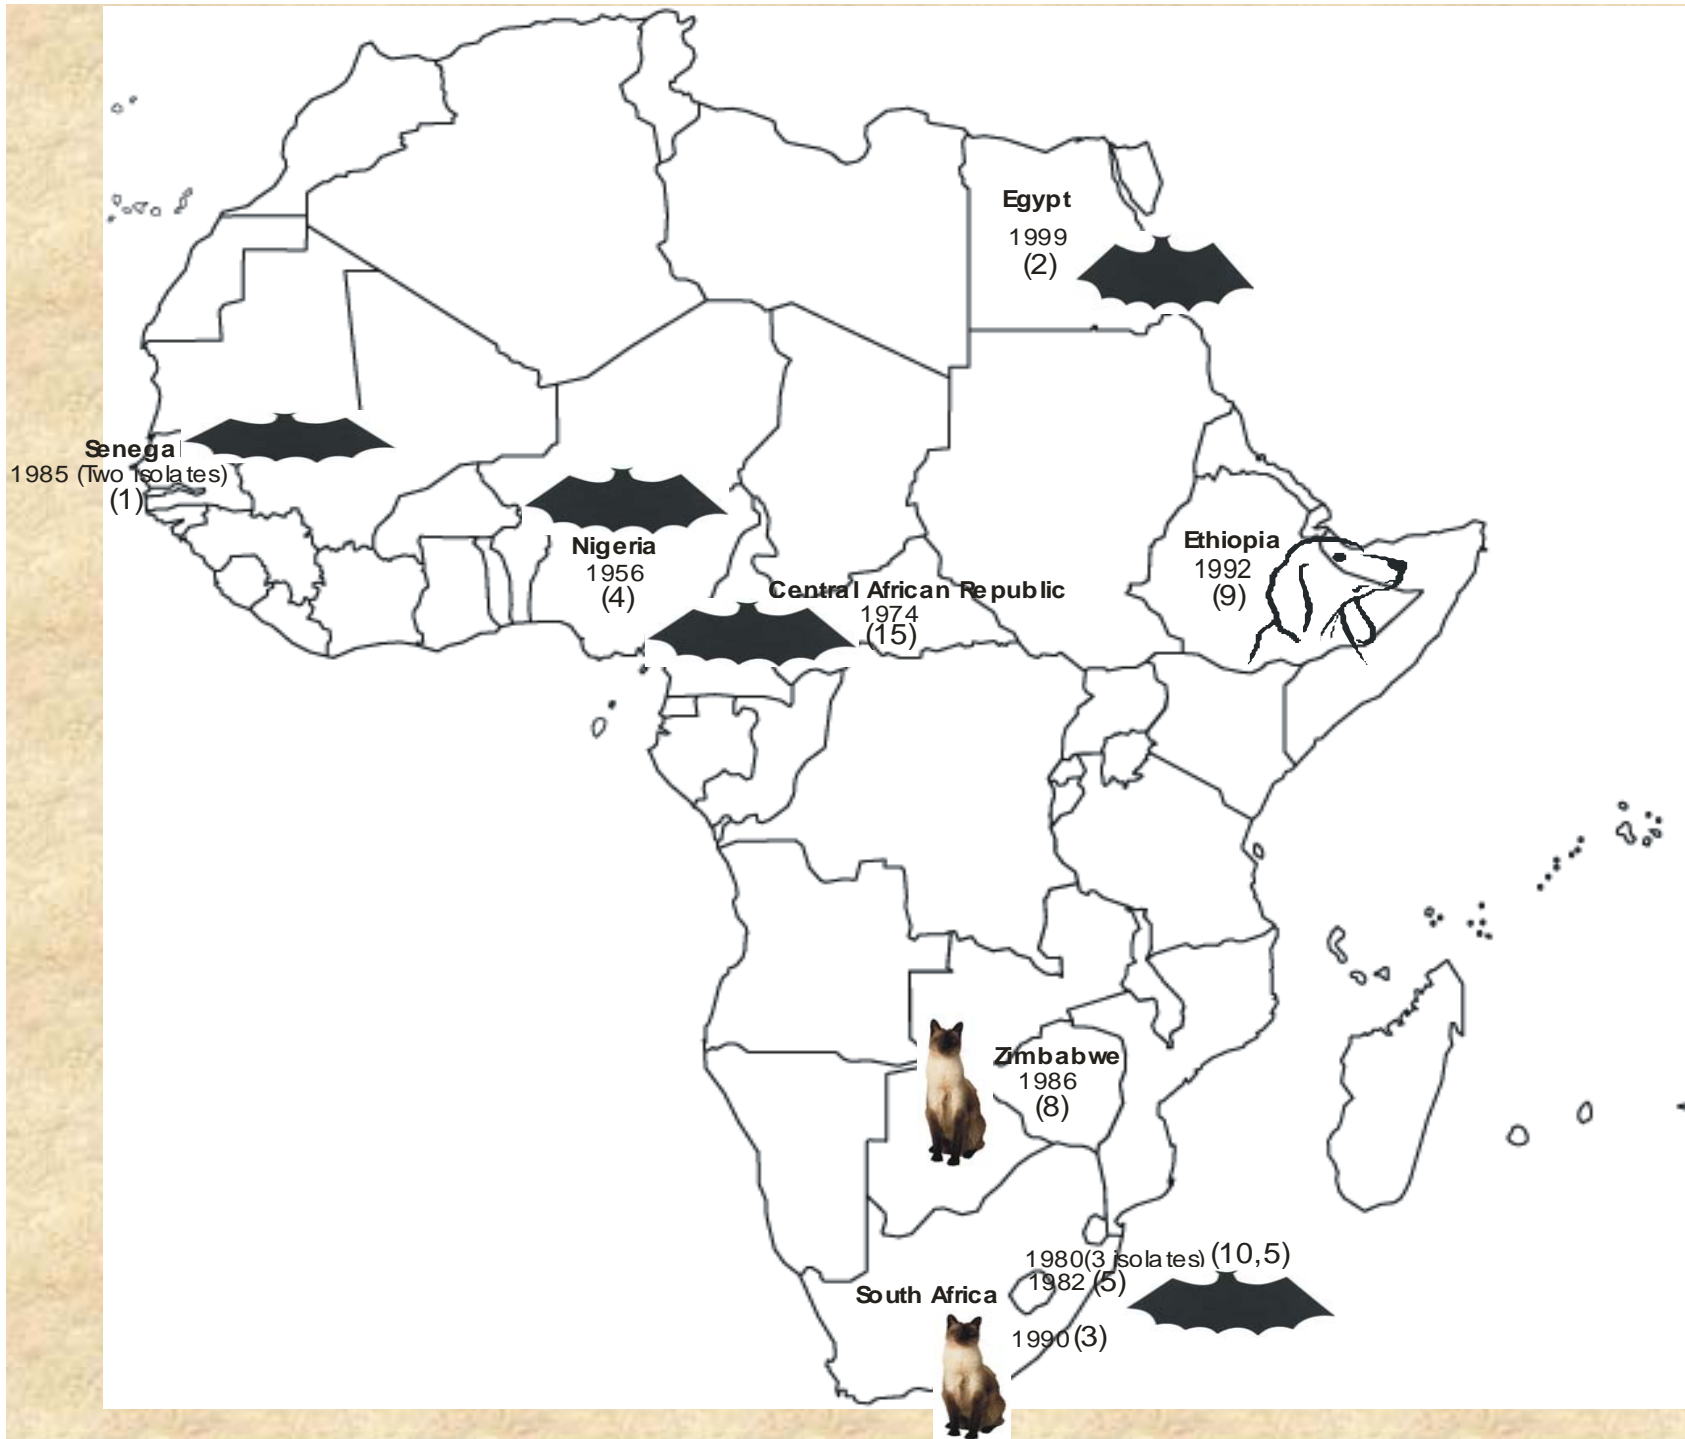 Egypt
1999
(2)
Senegal
1985 (Two isolates)
(1)
Nigeria
1956
(4)
Central African Republic
1974
(15)
Ethiopia
1992
(9)
Zimbabwe
1986
(8)
1980(3 isolates) (10,5)
1982 (5)
South Africa
1990 (3)